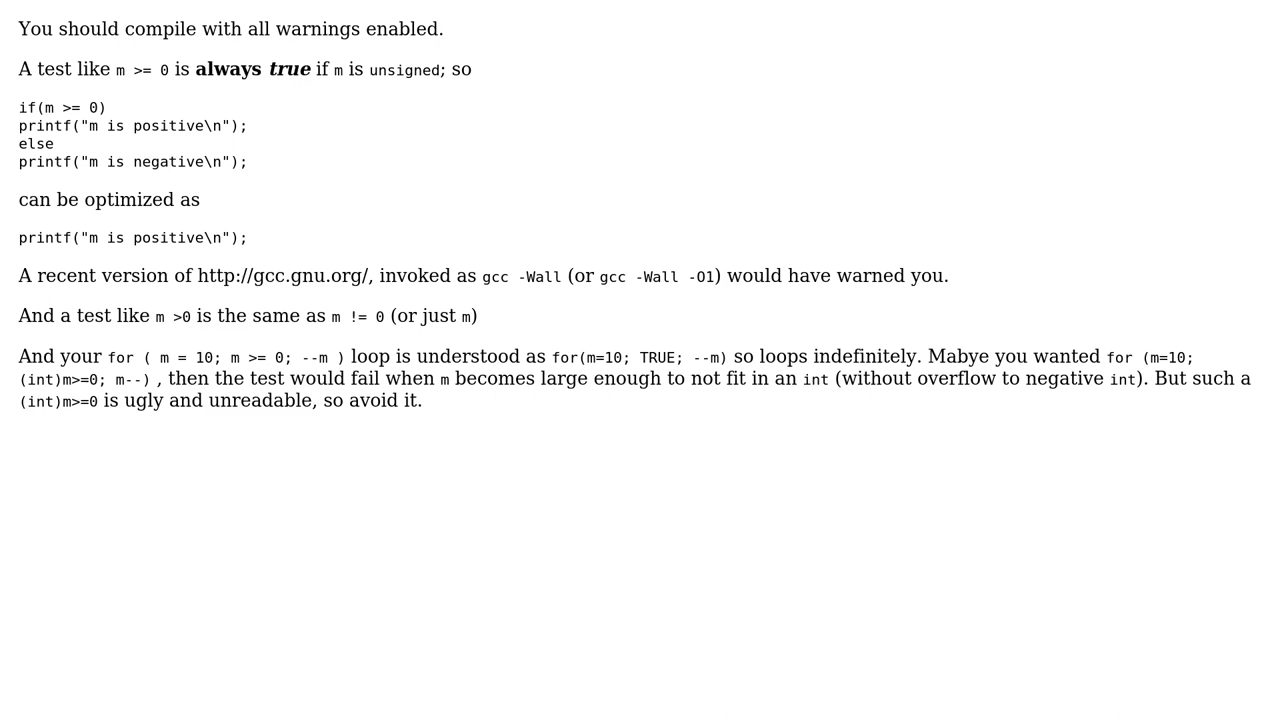 You should compile with all warnings enabled.
A test like m >= 0 is always true if m is unsigned; so
if(m >= 0)
printf("m is positive\n");
else
printf("m is negative\n");
can be optimized as
printf("m is positive\n");
A recent version of http://gcc.gnu.org/, invoked as gcc -Wall (or gcc -Wall -O1) would have warned you.
And a test like m >0 is the same as m != 0 (or just m)
And your for ( m = 10; m >= 0; --m ) loop is understood as for(m=10; TRUE; --m) so loops indefinitely. Mabye you wanted for (m=10;
(int)m>=0; m--) , then the test would fail when m becomes large enough to not fit in an int (without overflow to negative int). But such a
(int)m>=0 is ugly and unreadable, so avoid it.